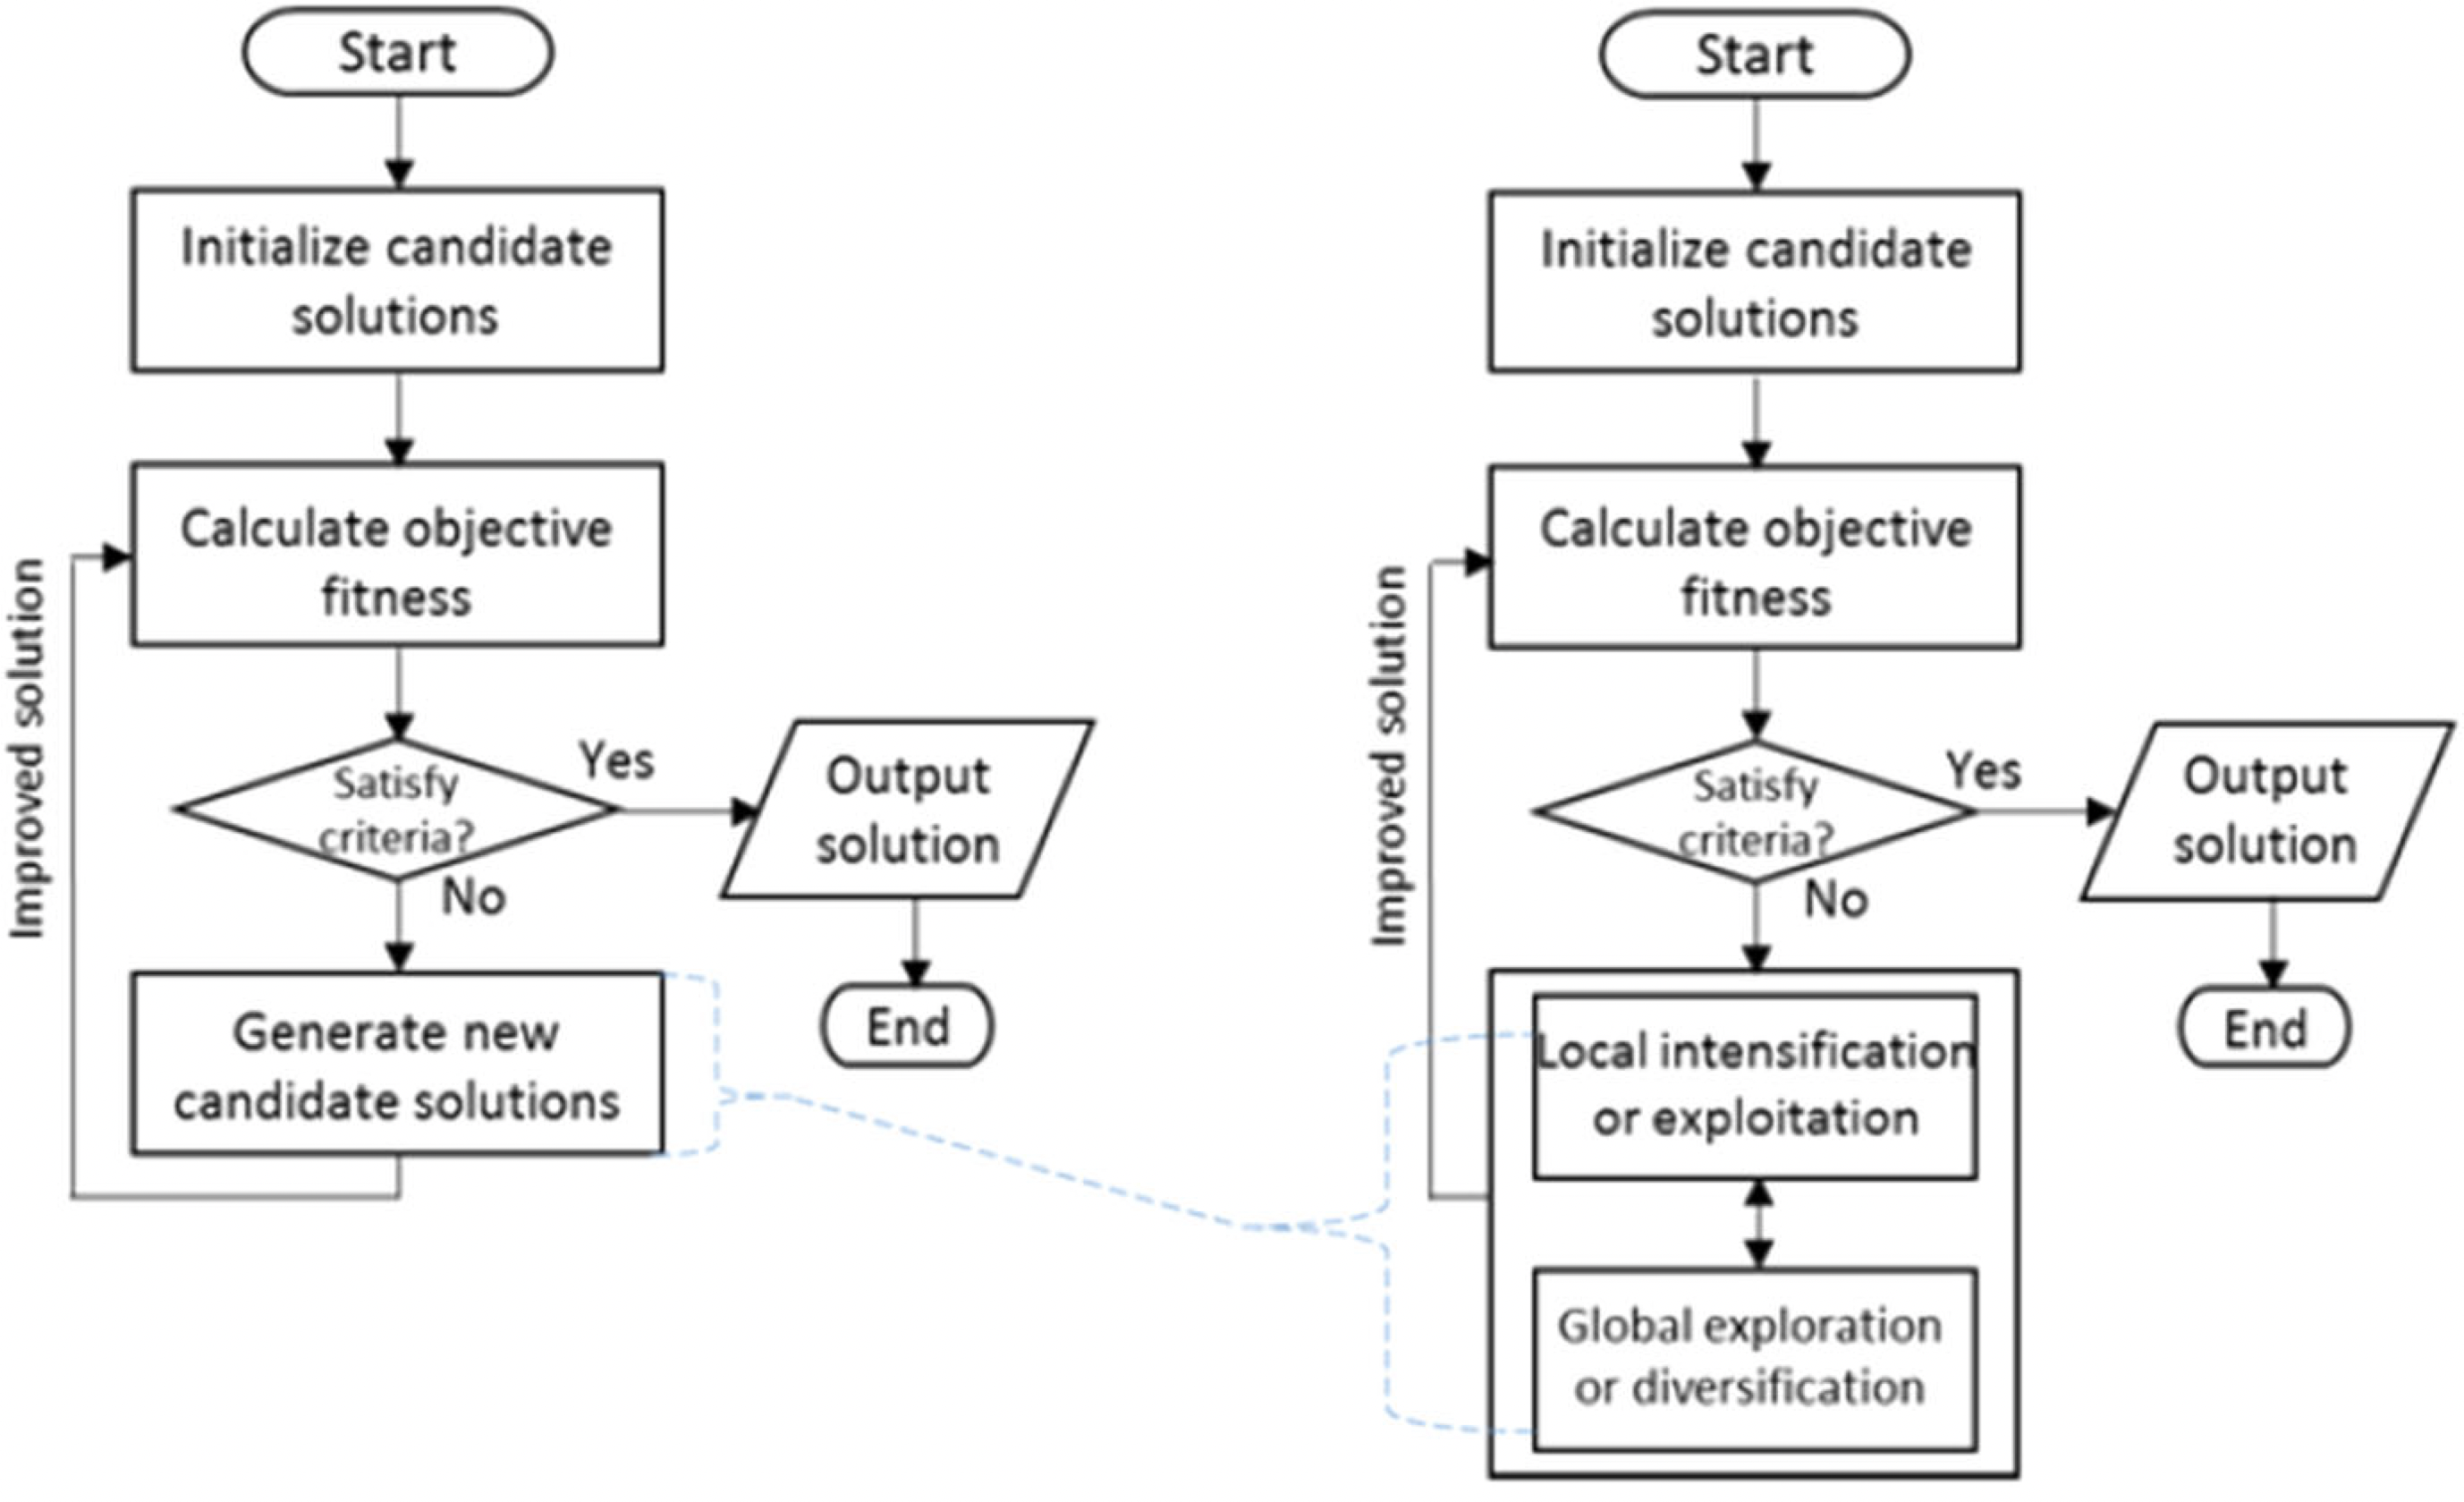 Start
Initialize candidate
solutions
Calculate objective
fitness
Improved solution
Satisfy
criteria?
Yes
No
Output
solution
End
Generate new
candidate solutions
Start
Initialize candidate
solutions
Calculate objective
fitness
Improved solution
Satisfy
criteria?
Yes
No
Output
solution
End
Local intensification
or exploitation
Global exploration
or diversification